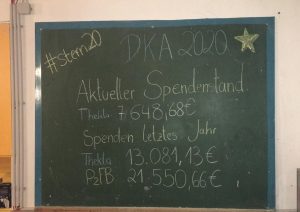 #stern20
DKA 2020
Aktueller Spendenstand
Thekla 7 648,68€
Spenden letztes Jahr
Thekla 13.081,13€
PzPB: 21 550,66€